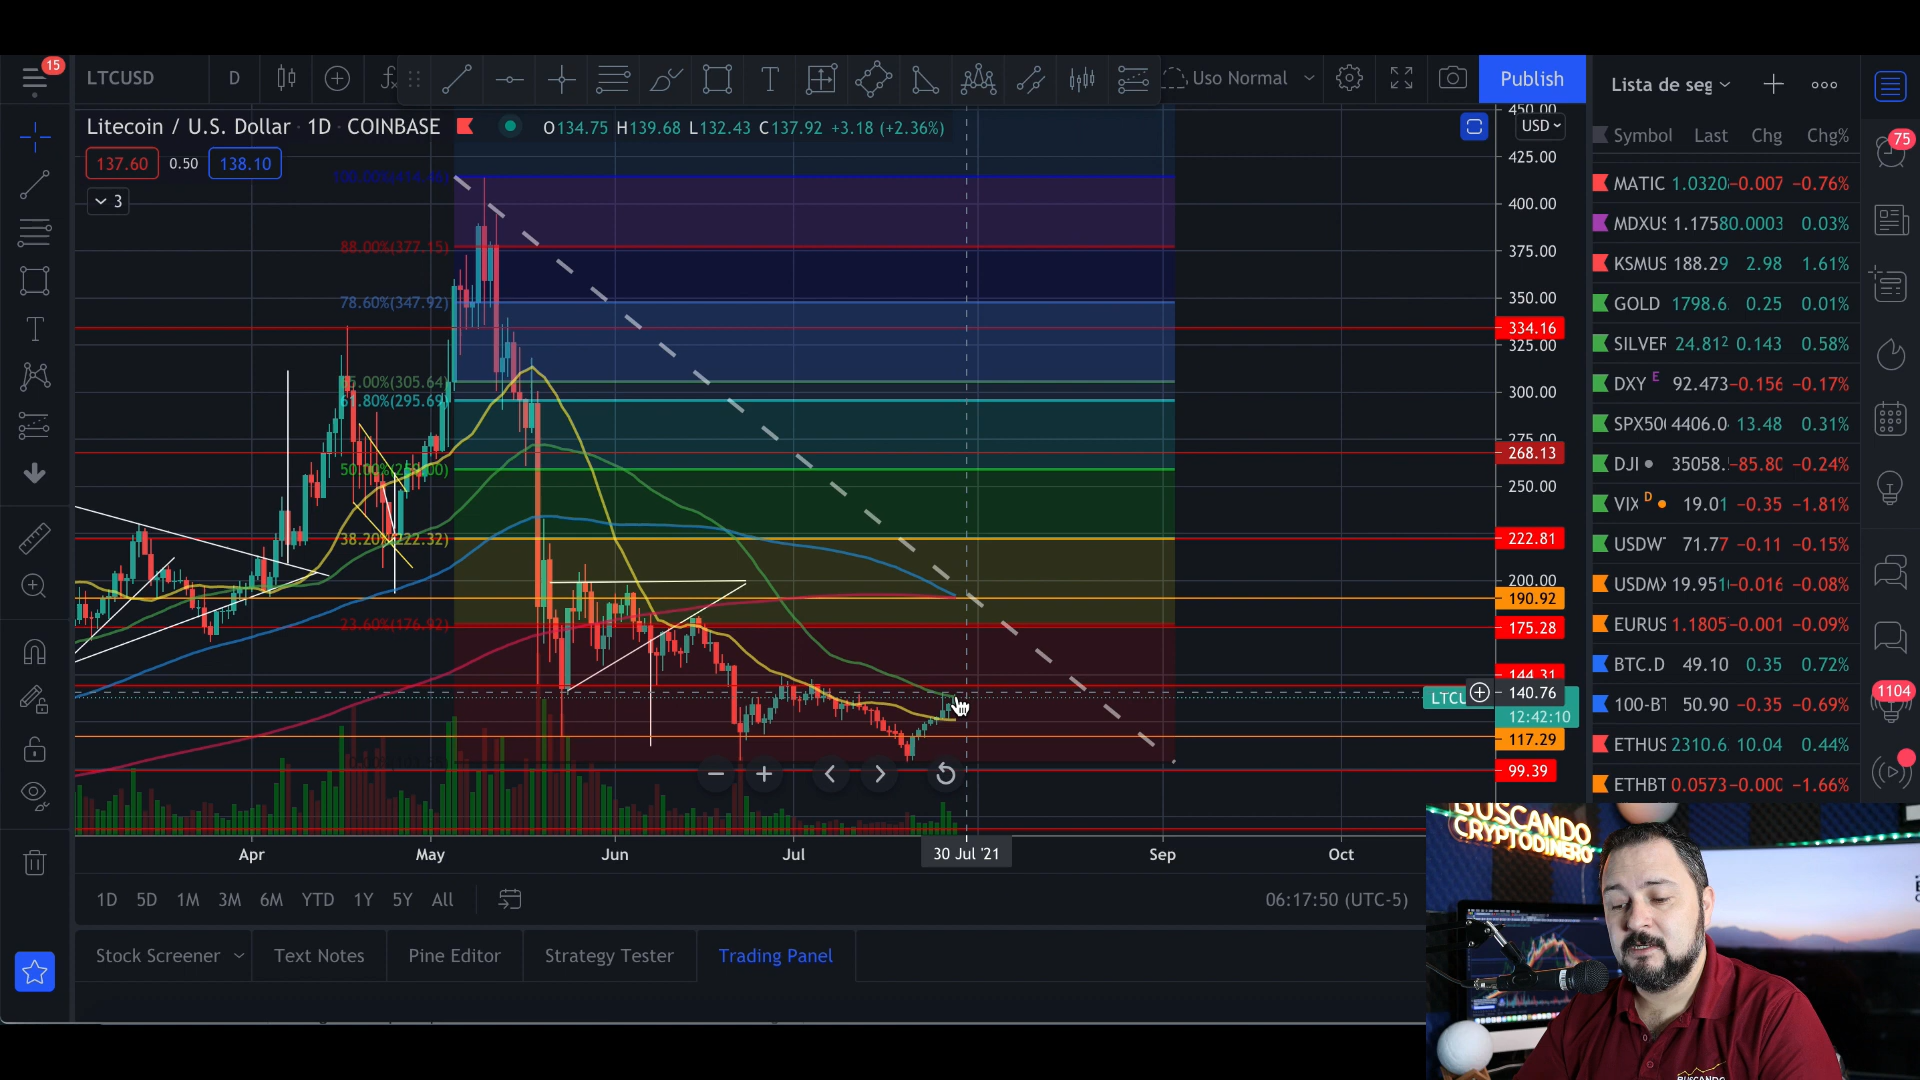 15
LTCUSD
D
Uso Normal
Publish
Lista de seg
Litecoin / U.S. Dollar · 1D · COINBASE
O134.75 H139.68 L132.43 C137.92 +3.18 (+2.36%)
USD
137.60
0.50
138.10
3
450.00
425.00
400.00
375.00
350.00
334.16
325.00
300.00
275.00
268.13
250.00
222.81
200.00
190.92
175.28
144.31
LTCU
140.76
12:42:10
117.29
99.39
88.00%(377.15)
78.60%(347.92)
61.80%(295.69)
38.20%(222.32)
23.60%(176.92)
Apr
May
Jun
Jul
30 Jul '21
Sep
Oct
1D 5D 1M 3M 6M YTD 1Y 5Y All
06:17:50 (UTC-5)
Stock Screener
Text Notes
Pine Editor
Strategy Tester
Trading Panel
Symbol Last Chg Chg%
MATIC 1.0320 -0.007 -0.76%
MDXUS 1.1758 0.0003 0.03%
KSMUS 188.29 2.98 1.61%
GOLD 1798.6 0.25 0.01%
SILVER 24.812 0.143 0.58%
DXY E 92.473 -0.156 -0.17%
SPX500 4406.0 13.48 0.31%
DJI 35058. -85.80 -0.24%
VIX D 19.01 -0.35 -1.81%
USDW 71.77 -0.11 -0.15%
USDMX 19.951 -0.016 -0.08%
EURUS 1.1805 -0.001 -0.09%
BTC.D 49.10 0.35 0.72%
100-BT 50.90 -0.35 -0.69%
ETHUS 2310.6 10.04 0.44%
ETHBT 0.0573 -0.000 -1.66%
75
1104
BUSCANDO
CRYPTODINERO
BUSCANDO